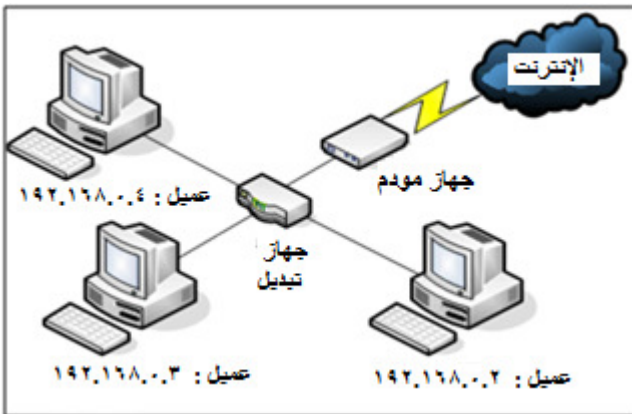 الإنترنت
جهاز مودم
عميل : ١٩٢.١٦٨.٠.٤
جهاز
تبديل
عميل : ١٩٢.١٦٨.٠.٣
عميل : ١٩٢.١٦٨.٠.٢